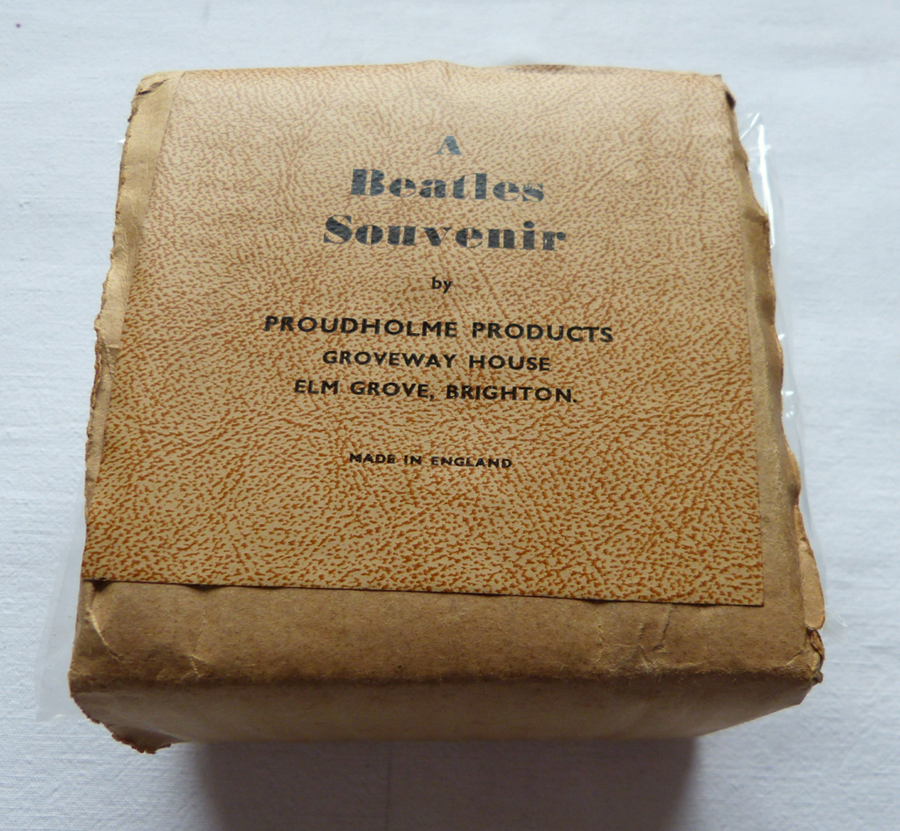 A
Beatles
Souvenir
by
PROUDHOLME PRODUCTS
GROVEWAY HOUSE
ELM GROVE, BRIGHTON.
MADE IN ENGLAND